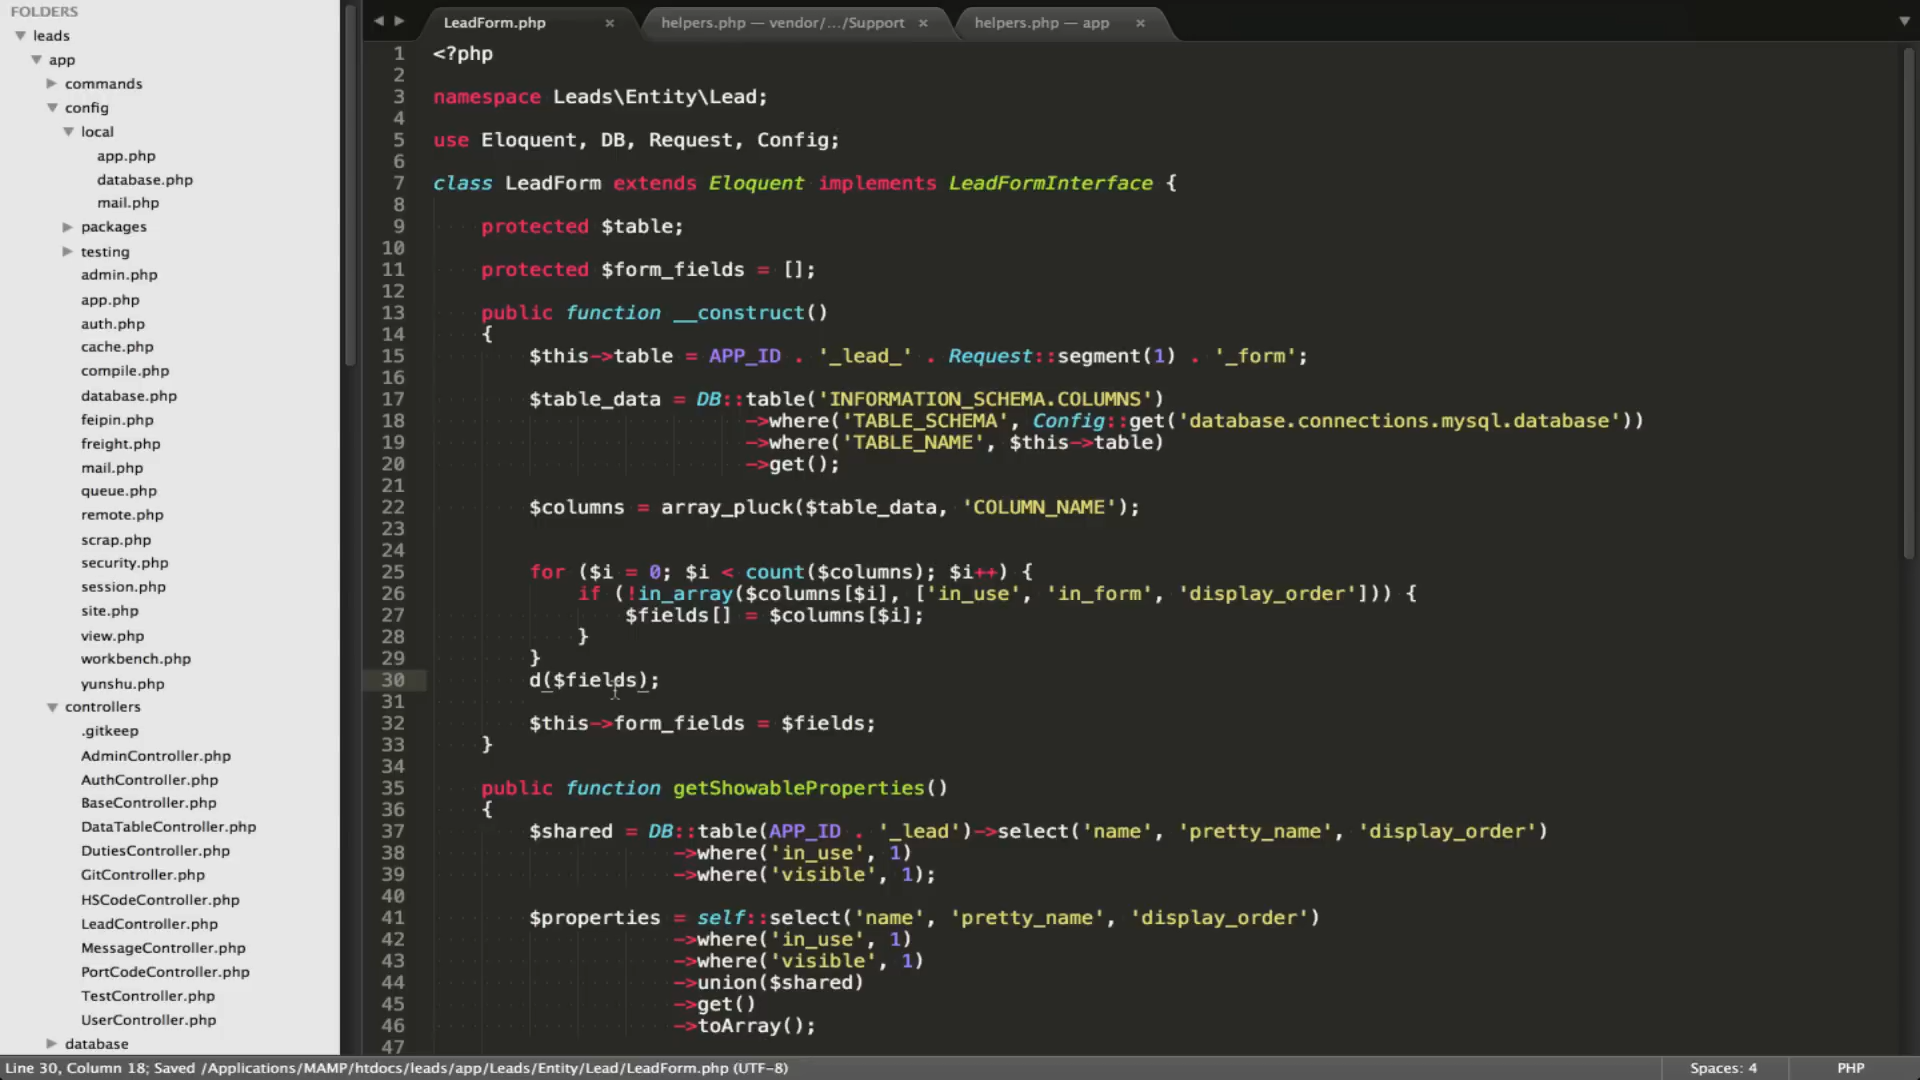 FOLDERS
leads
app
commands
config
local
app.php
database.php
mail.php
packages
testing
admin.php
app.php
auth.php
cache.php
compile.php
database.php
feipin.php
freight.php
mail.php
queue.php
remote.php
scrap.php
security.php
session.php
site.php
view.php
workbench.php
yunshu.php
controllers
.gitkeep
AdminController.php
AuthController.php
BaseController.php
DataTableController.php
DutiesController.php
GitController.php
HSCodeController.php
LeadController.php
MessageController.php
PortCodeController.php
TestController.php
UserController.php
database
LeadForm.php × helpers.php — vendor/.../Support × helpers.php — app ×
1 <?php
2
3 namespace Leads\Entity\Lead;
4
5 use Eloquent, DB, Request, Config;
6
7 class LeadForm extends Eloquent implements LeadFormInterface {
8
9 protected $table;
10
11 protected $form_fields = [];
12
13 public function __construct()
14 {
15 $this->table = APP_ID . '_lead_' . Request::segment(1) . '_form';
16
17 $table_data = DB::table('INFORMATION_SCHEMA.COLUMNS')
18 ->where('TABLE_SCHEMA', Config::get('database.connections.mysql.database'))
19 ->where('TABLE_NAME', $this->table)
20 ->get();
21
22 $columns = array_pluck($table_data, 'COLUMN_NAME');
23
24
25 for ($i = 0; $i < count($columns); $i++) {
26 if (!in_array($columns[$i], ['in_use', 'in_form', 'display_order'])) {
27 $fields[] = $columns[$i];
28 }
29 }
30 d($fields);
31
32 $this->form_fields = $fields;
33 }
34
35 public function getShowableProperties()
36 {
37 $shared = DB::table(APP_ID . '_lead')->select('name', 'pretty_name', 'display_order')
38 ->where('in_use', 1)
39 ->where('visible', 1);
40
41 $properties = self::select('name', 'pretty_name', 'display_order')
42 ->where('in_use', 1)
43 ->where('visible', 1)
44 ->union($shared)
45 ->get()
46 ->toArray();
47
Line 30, Column 18; Saved /Applications/MAMP/htdocs/leads/app/Leads/Entity/Lead/LeadForm.php (UTF-8) Spaces: 4 PHP